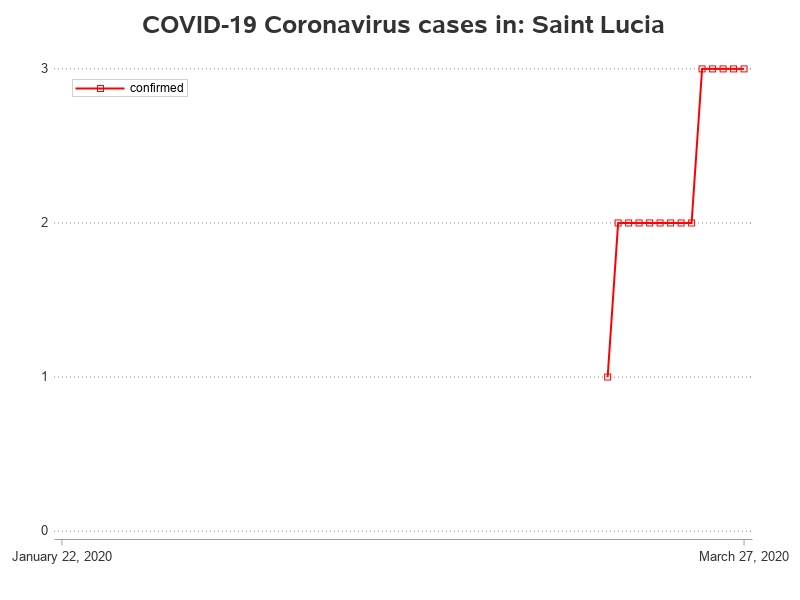 COVID-19 Coronavirus cases in: Saint Lucia
3
confirmed
2
1
0
January 22, 2020
March 27, 2020